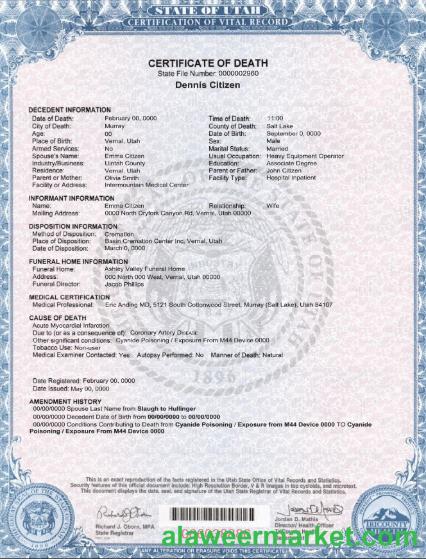 STATE OF UTAH
CERTIFICATION OF VITAL RECORD
CERTIFICATE OF DEATH
State File Number 0000002960
Dennis Citizen
DECEDENT INFORMATION
Date of Death: February 00, 0000 Time of Death: 11:00
City of Death: Murray County of Death: Salt Lake
Age: 00 Date of Birth: September 0, 0000
Place of Birth: Vernal, Utah Sex: Male
Armed Services: No Marital Status: Married
Spouse's Name: Emma Citizen Usual Occupation: Heavy Equipment Operator
Industry/Business: Uintah County Education: Associate Degree
Residence: Vernal, Utah Parent or Father: John Citizen
Parent or Mother: Olivia Smith Facility Type: Hospital Inpatient
Facility or Address: Intermountain Medical Center
INFORMANT INFORMATION
Name: Emma Citizen Relationship: Wife
Mailing Address: 0000 North Dryfork Canyon Rd, Vernal, Utah 00000
DISPOSITION INFORMATION
Method of Disposition: Cremation
Place of Disposition: Basin Cremation Center Inc, Vernal, Utah
Date of Disposition: March 0, 0000
FUNERAL HOME INFORMATION
Funeral Home: Ashley Valley Funeral Home
Address: 000 North 000 West, Vernal, Utah 00000
Funeral Director: Jacob Phillips
MEDICAL CERTIFICATION
Medical Professional: Eric Anding MD, 5121 South Cottonwood Street, Murray (Salt Lake), Utah 84107
CAUSE OF DEATH
Acute Myocardial Infarction
Due to (or as a consequence of): Coronary Artery Disease
Other significant conditions: Cyanide Poisoning / Exposure From M44 Device 0000
Tobacco Use: Non-user
Medical Examiner Contacted: Yes Autopsy Performed: No Manner of Death: Natural
1896
Date Registered: February 00, 0000
Date Issued: May 00, 0000
AMENDMENT HISTORY
00/00/0000 Spouse Last Name from Slaugh to Hullinger
00/00/0000 Decedent Date of Birth from 00/00/0000 to 00/00/0000
00/00/0000 Conditions Contributing to Death from Cyanide Poisoning / Exposure from M44 Device 0000 TO Cyanide
Poisoning / Exposure From M44 Device 0000
This is an exact reproduction of the facts registered in the Utah State Office of Vital Records and Statistics.
Security features of this official document include: High Resolution Border, V & R images in top cycloids, and microtext.
This document displays the date, seal, and signature of the Utah State Registrar of Vital Records and Statistics.
Richard J. Oborn, MPA
State Registrar
Jordan D. Mathis
Director/Health Officer
TRICOUNTY
alaweermarket.com
ANY ALTERATION OR ERASURE VOIDS THIS CERTIFICATE